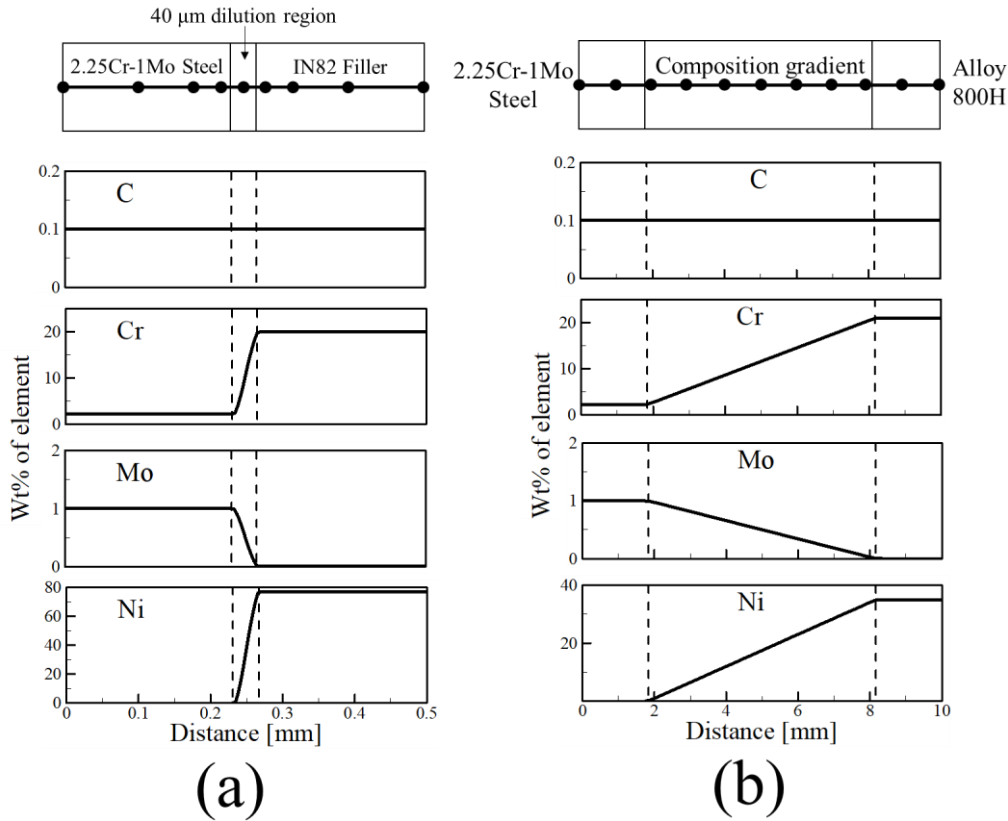 40 μm dilution region
2.25Cr-1Mo Steel
IN82 Filler
0.2
C
0.1
0
20
Cr
10
0
2
Mo
1
0
80
Ni
60
40
20
0
0 0.1 0.2 0.3 0.4 0.5
Distance [mm]
Wt% of element
(a)
2.25Cr-1Mo
Steel
Composition gradient
Alloy
800H
0.2
C
0.1
0
20
Cr
10
0
2
Mo
1
0
40
Ni
20
0 2 4 6 8 10
Distance [mm]
Wt% of element
(b)